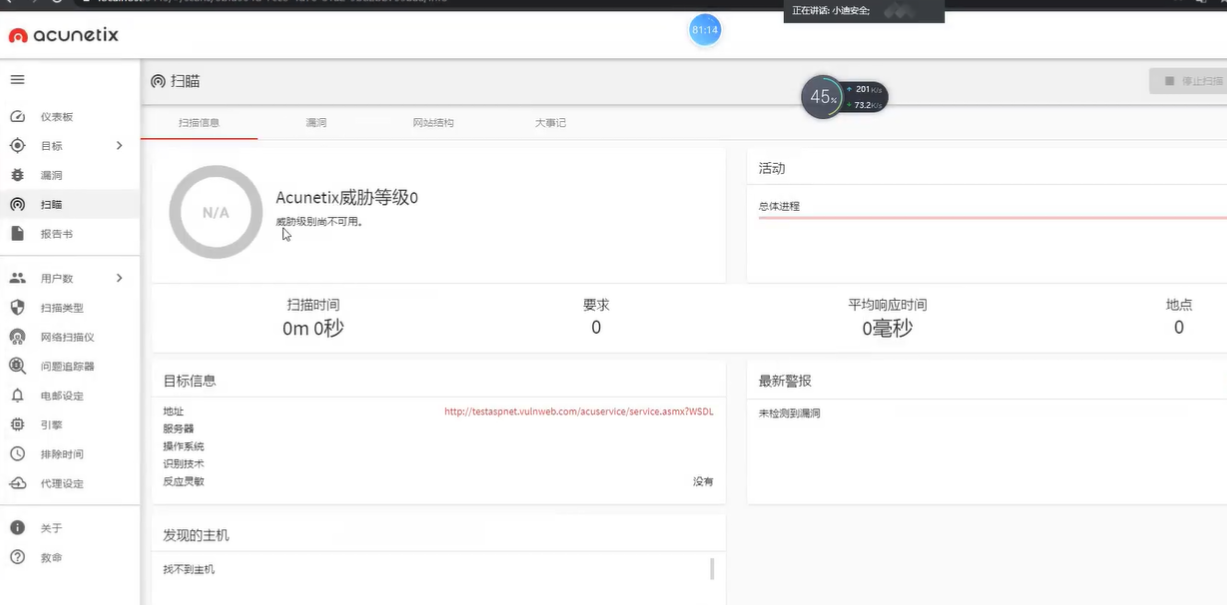 正在讲话: 小迪安全;
acunetix
81:14
扫瞄
停止扫描
45%
201K/s
73.2K/s
仪表板
目标
漏洞
扫瞄
报告书
用户数
扫描类型
网络扫描仪
问题追踪器
电邮设定
引擎
排除时间
代理设定
关于
救命
扫描信息
漏洞
网站结构
大事记
N/A
Acunetix威胁等级0
威胁级别尚不可用。
活动
总体进程
扫描时间
0m 0秒
要求
0
平均响应时间
0毫秒
地点
0
目标信息
地址
http://testaspnet.vulnweb.com/acuservice/service.asmx?WSDL
服务器
操作系统
识别技术
反应灵敏
没有
最新警报
未检测到漏洞
发现的主机
找不到主机